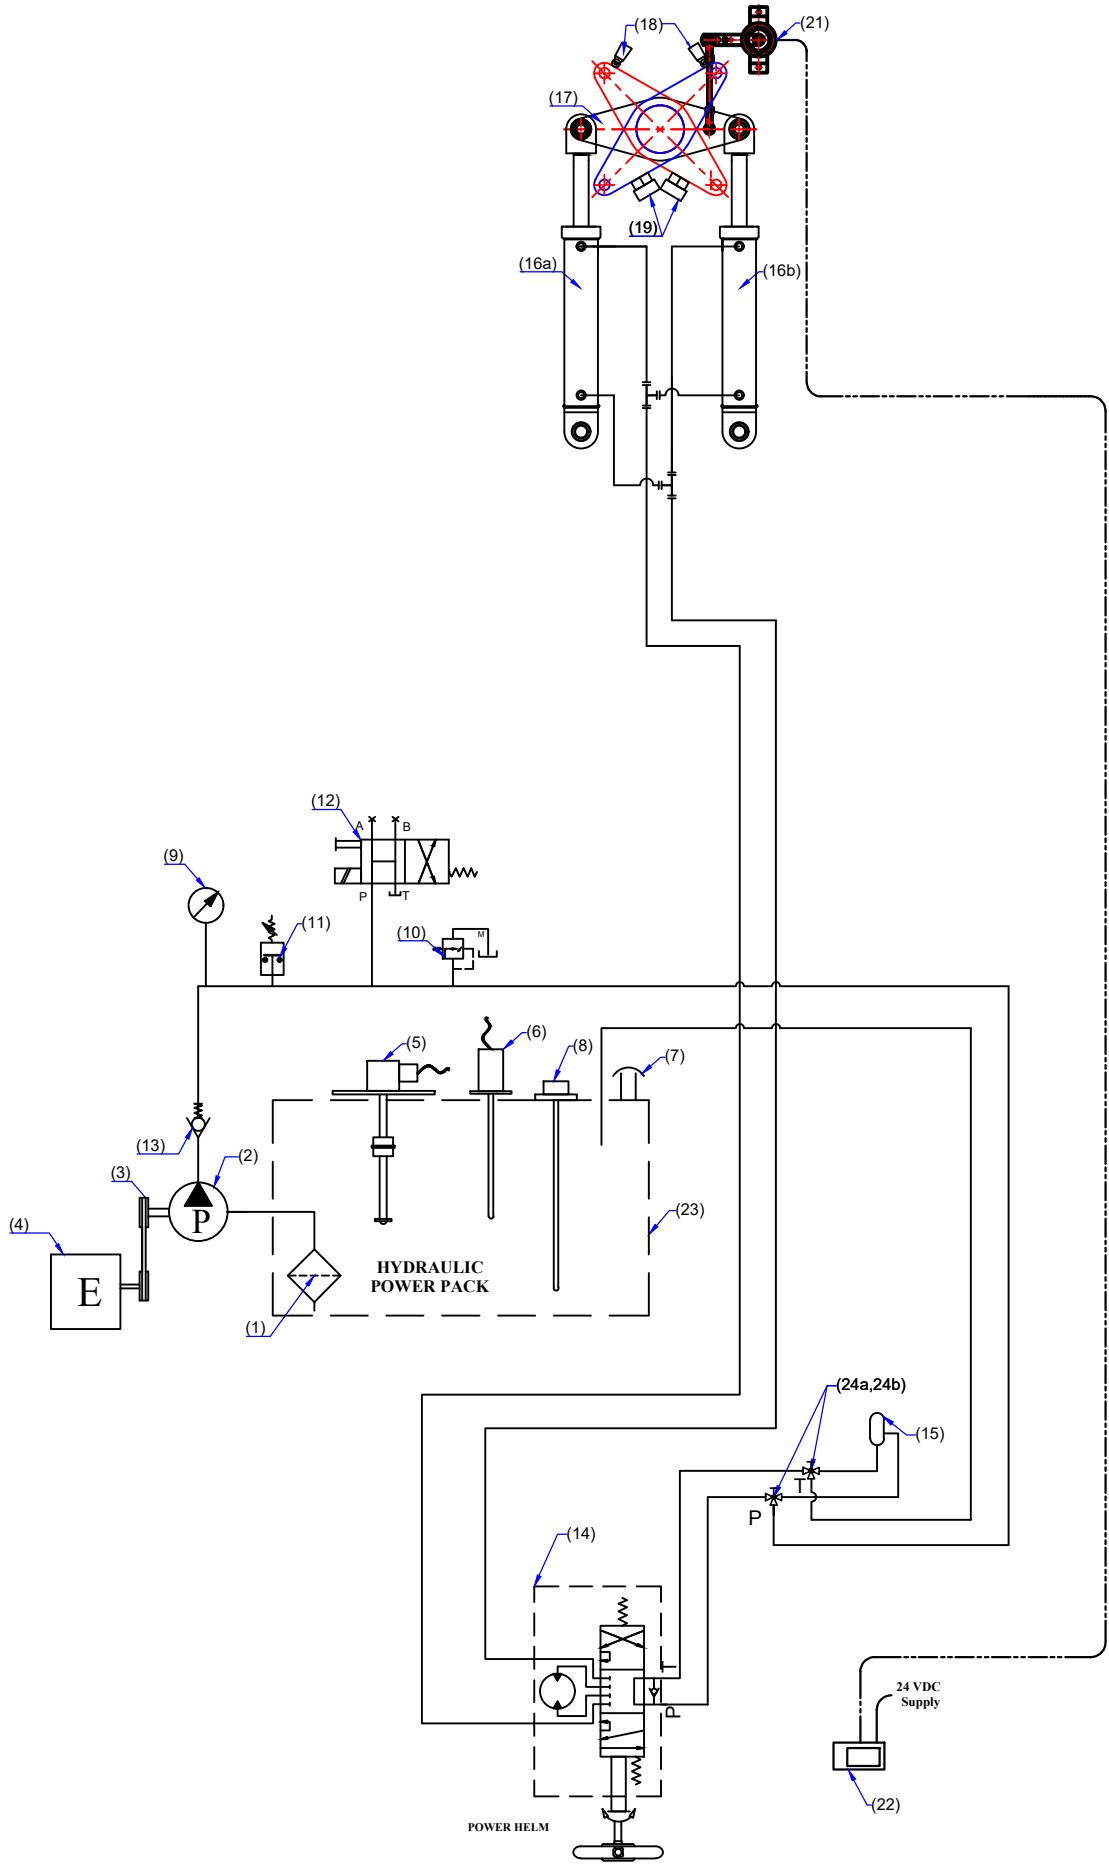 (18)
(21)
(17)
(19)
(16a)
(16b)
(12)
A
B
(9)
P
T
(11)
(10)
M
(5)
(6)
(8)
(7)
(13)
(2)
(3)
P
(4)
(23)
E
HYDRAULIC
POWER PACK
(1)
(24a,24b)
(15)
T
P
(14)
T
P
24 VDC
Supply
(22)
POWER HELM